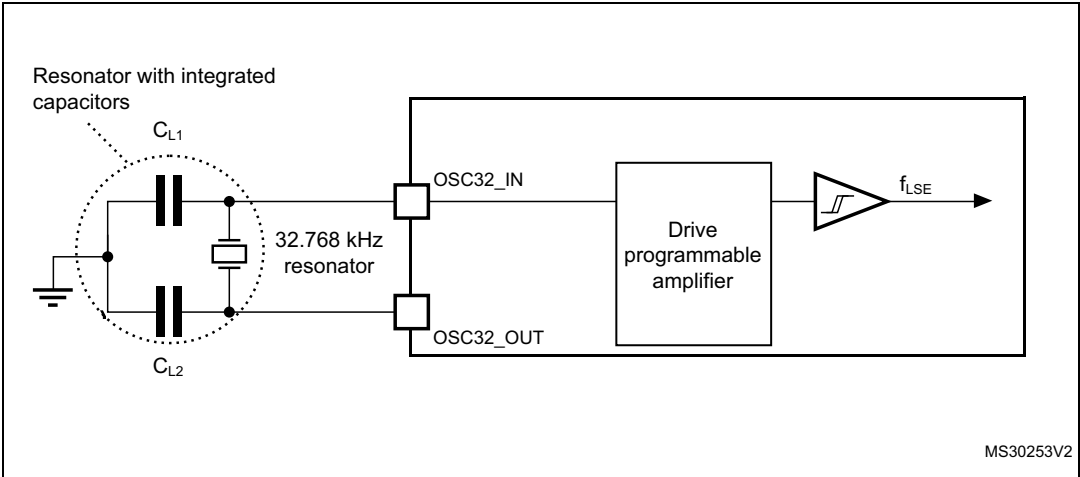 Resonator with integrated
capacitors
CL1
OSC32_IN
fLSE
32.768 kHz
resonator
Drive
programmable
amplifier
OSC32_OUT
CL2
MS30253V2